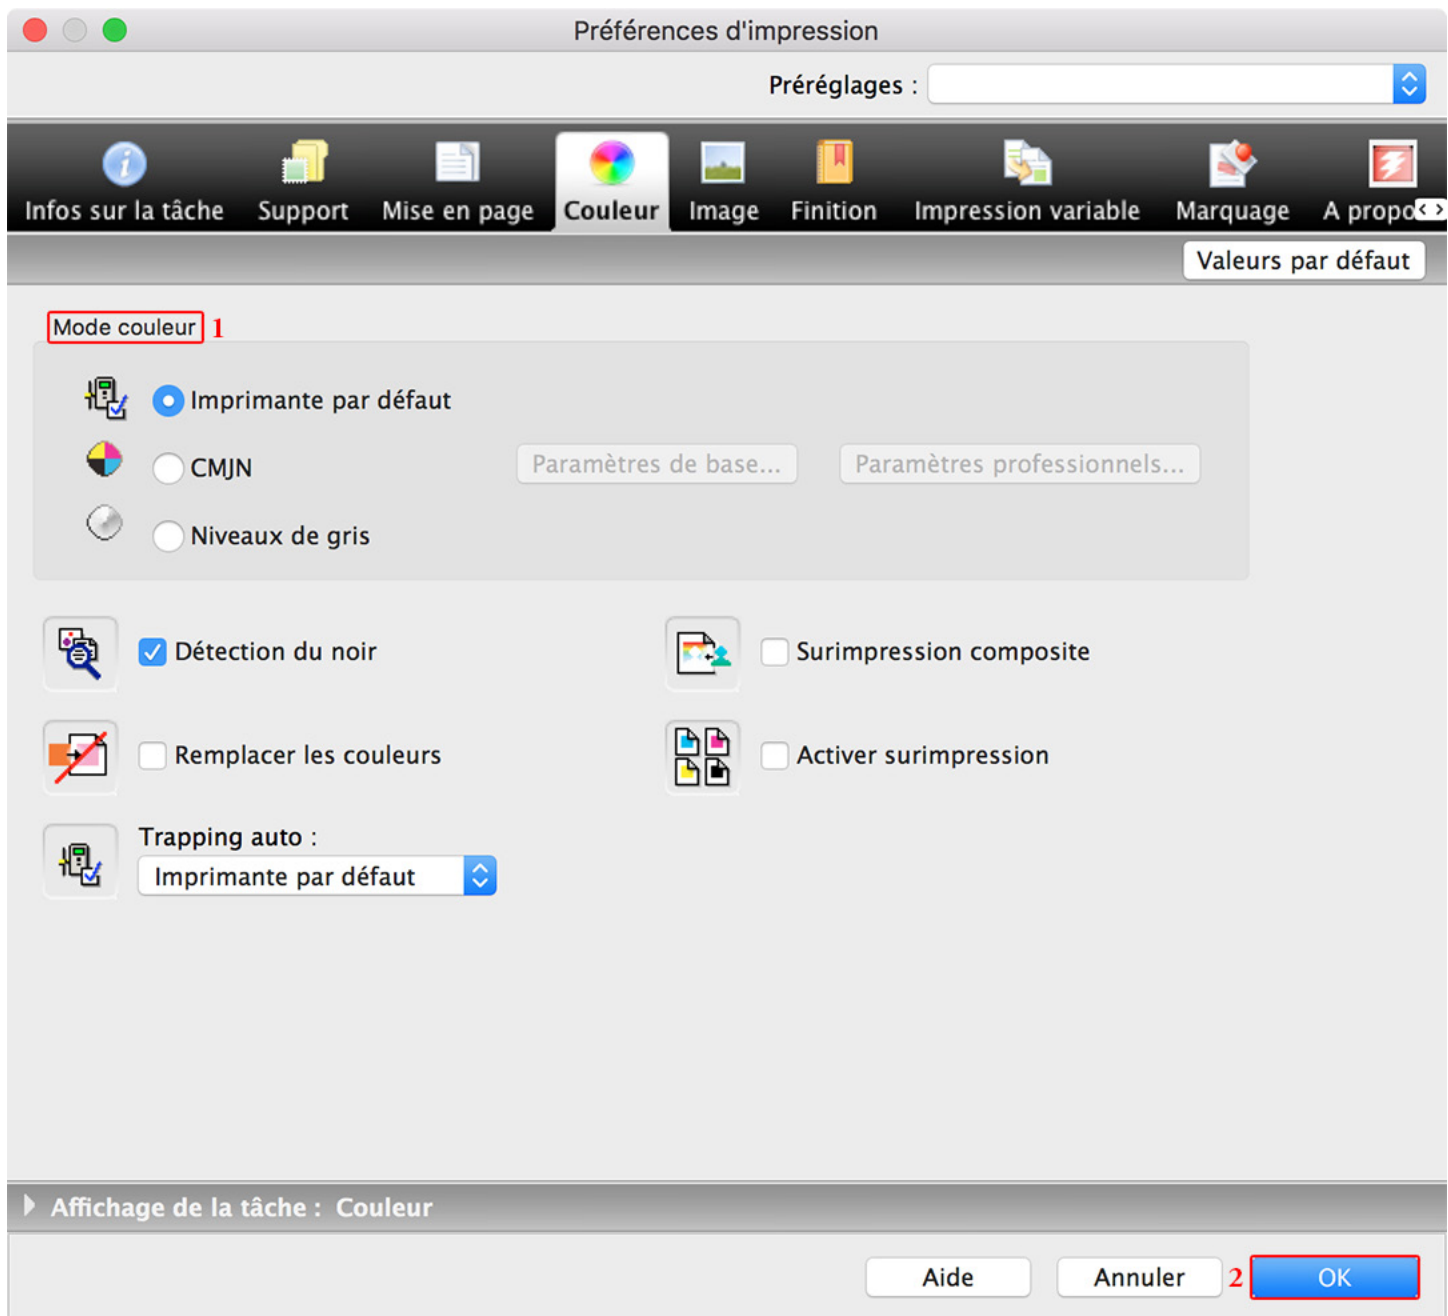 Préférences d'impression
Préréglages :
Infos sur la tâche Support Mise en page Couleur Image Finition Impression variable Marquage A propo
Valeurs par défaut
Mode couleur 1
Imprimante par défaut
CMJN Paramètres de base... Paramètres professionnels...
Niveaux de gris
Détection du noir Surimpression composite
Remplacer les couleurs Activer surimpression
Trapping auto :
Imprimante par défaut
Affichage de la tâche : Couleur
Aide Annuler 2 OK